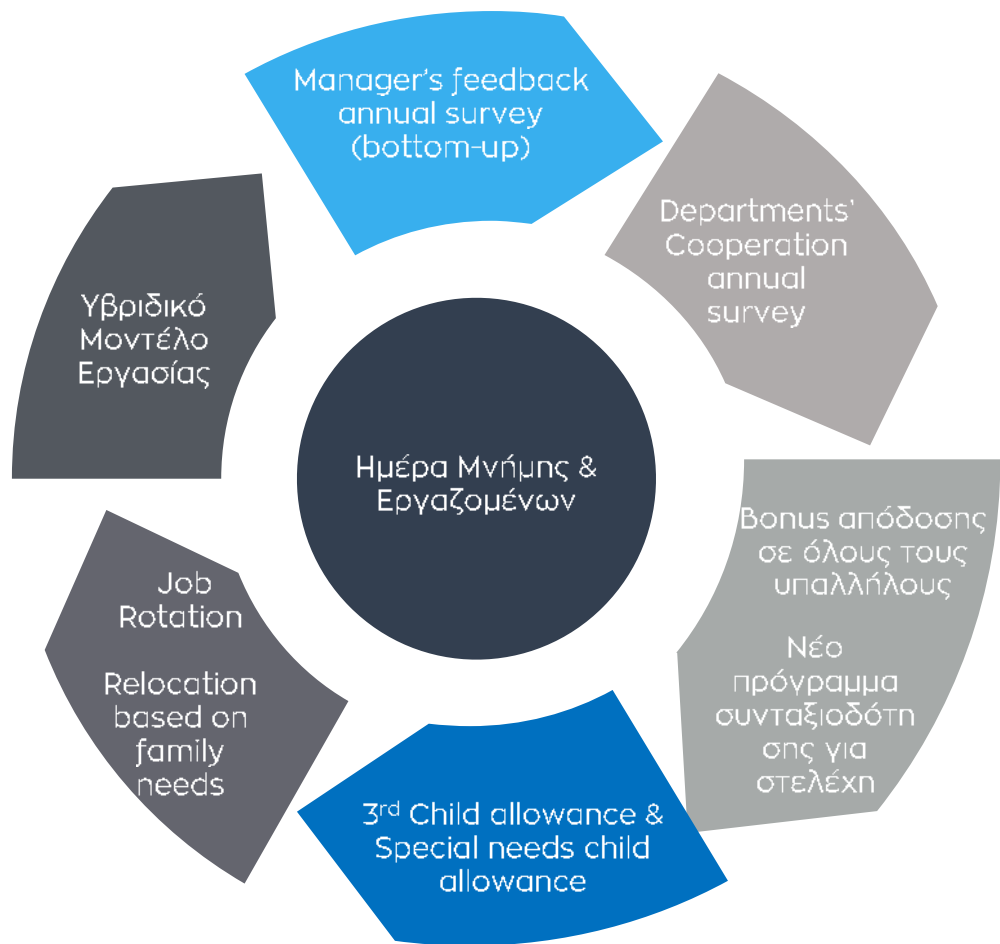 Manager's feedback
annual survey
(bottom-up)
Departments'
Cooperation
annual
survey
Bonus απόδοσης
σε όλους τους
υπαλλήλους
Νέο
πρόγραμμα
συνταξιοδότη
σης για
στελέχη
3rd Child allowance &
Special needs child
allowance
Job
Rotation
Relocation
based on
family
needs
Υβριδικό
Μοντέλο
Εργασίας
Ημέρα Μνήμης &
Εργαζομένων